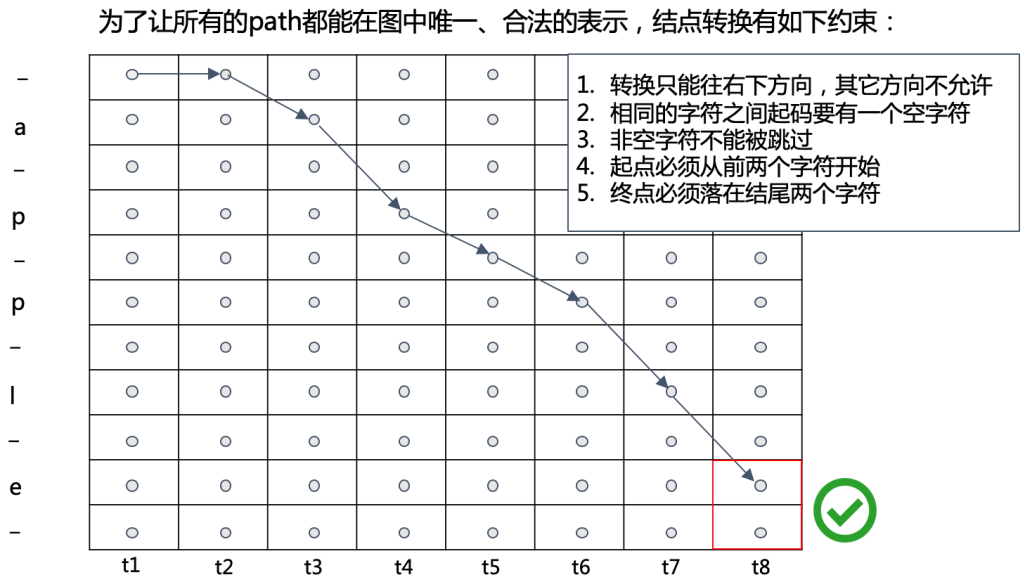 为了让所有的path都能在图中唯一、合法的表示，结点转换有如下约束：
1. 转换只能往右下方向，其它方向不允许
2. 相同的字符之间起码要有一个空字符
3. 非空字符不能被跳过
4. 起点必须从前两个字符开始
5. 终点必须落在结尾两个字符
–
a
–
p
–
p
–
l
–
e
–
t1 t2 t3 t4 t5 t6 t7 t8